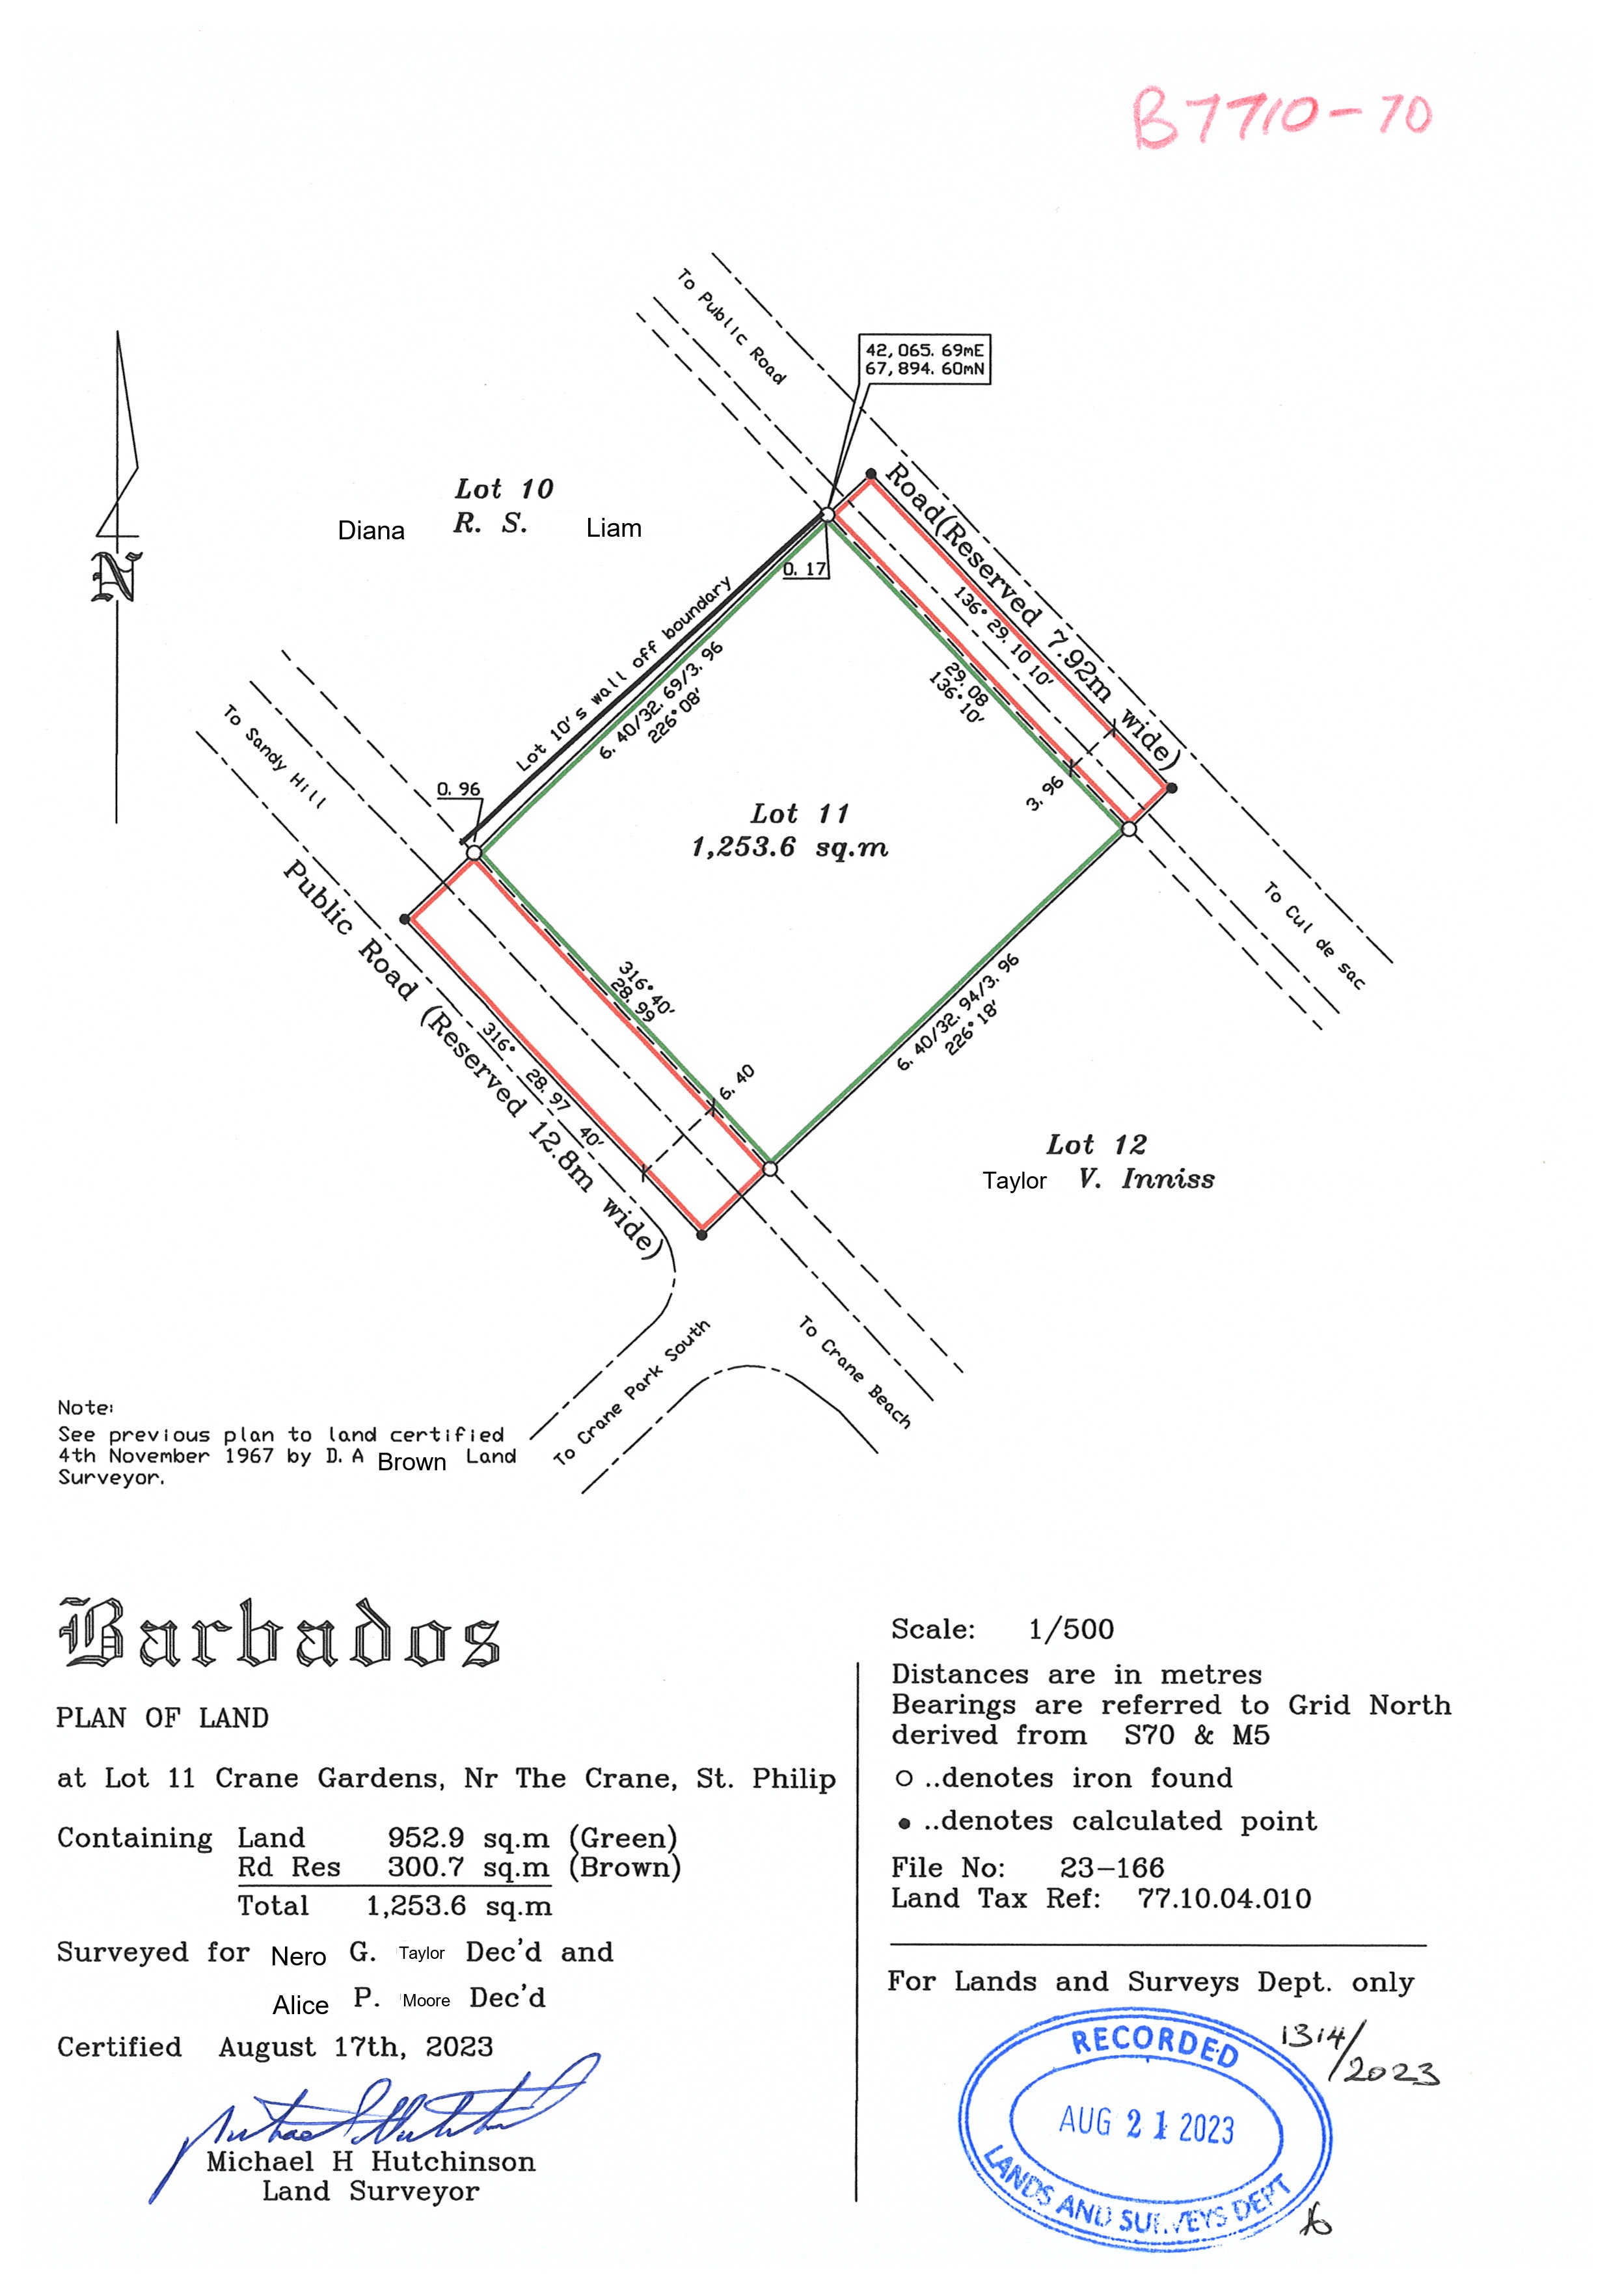 B7710-70
To Public Road
42,065.69mE
67,894.60mN
Lot 10
Diana R. S. Liam
Road(Reserved 7.92m wide)
0.17
136° 29.10 10'
Lot 10's wall off boundary
6.40/32.69/3.96
226°08'
29.08
136°10'
To Sandy Hill
0.96
3.96
Lot 11
1,253.6 sq.m
To Cul de sac
Public Road (Reserved 12.8m wide)
316°40'
28.99
6.40/32.94/3.96
226°18'
316° 28.97 40'
6.40
Lot 12
Taylor V. Inniss
To Crane Park South
To Crane Beach
N
Note:
See previous plan to land certified
4th November 1967 by D.A Brown Land
Surveyor.
Barbados
PLAN OF LAND
at Lot 11 Crane Gardens, Nr The Crane, St. Philip
Containing Land 952.9 sq.m (Green)
Rd Res 300.7 sq.m (Brown)
Total 1,253.6 sq.m
Surveyed for Nero G. Taylor Dec'd and
Alice P. Moore Dec'd
Certified August 17th, 2023
Michael H Hutchinson
Land Surveyor
Scale: 1/500
Distances are in metres
Bearings are referred to Grid North
derived from S70 & M5
O ..denotes iron found
● ..denotes calculated point
File No: 23-166
Land Tax Ref: 77.10.04.010
For Lands and Surveys Dept. only
RECORDED
AUG 21 2023
LANDS AND SURVEYS DEPT
1314/2023